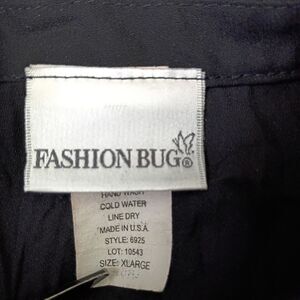 FASHION BUG®
HAND WASH
COLD WATER
LINE DRY
MADE IN U.S.A.
STYLE: 6925
LOT: 10543
SIZE: XLARGE